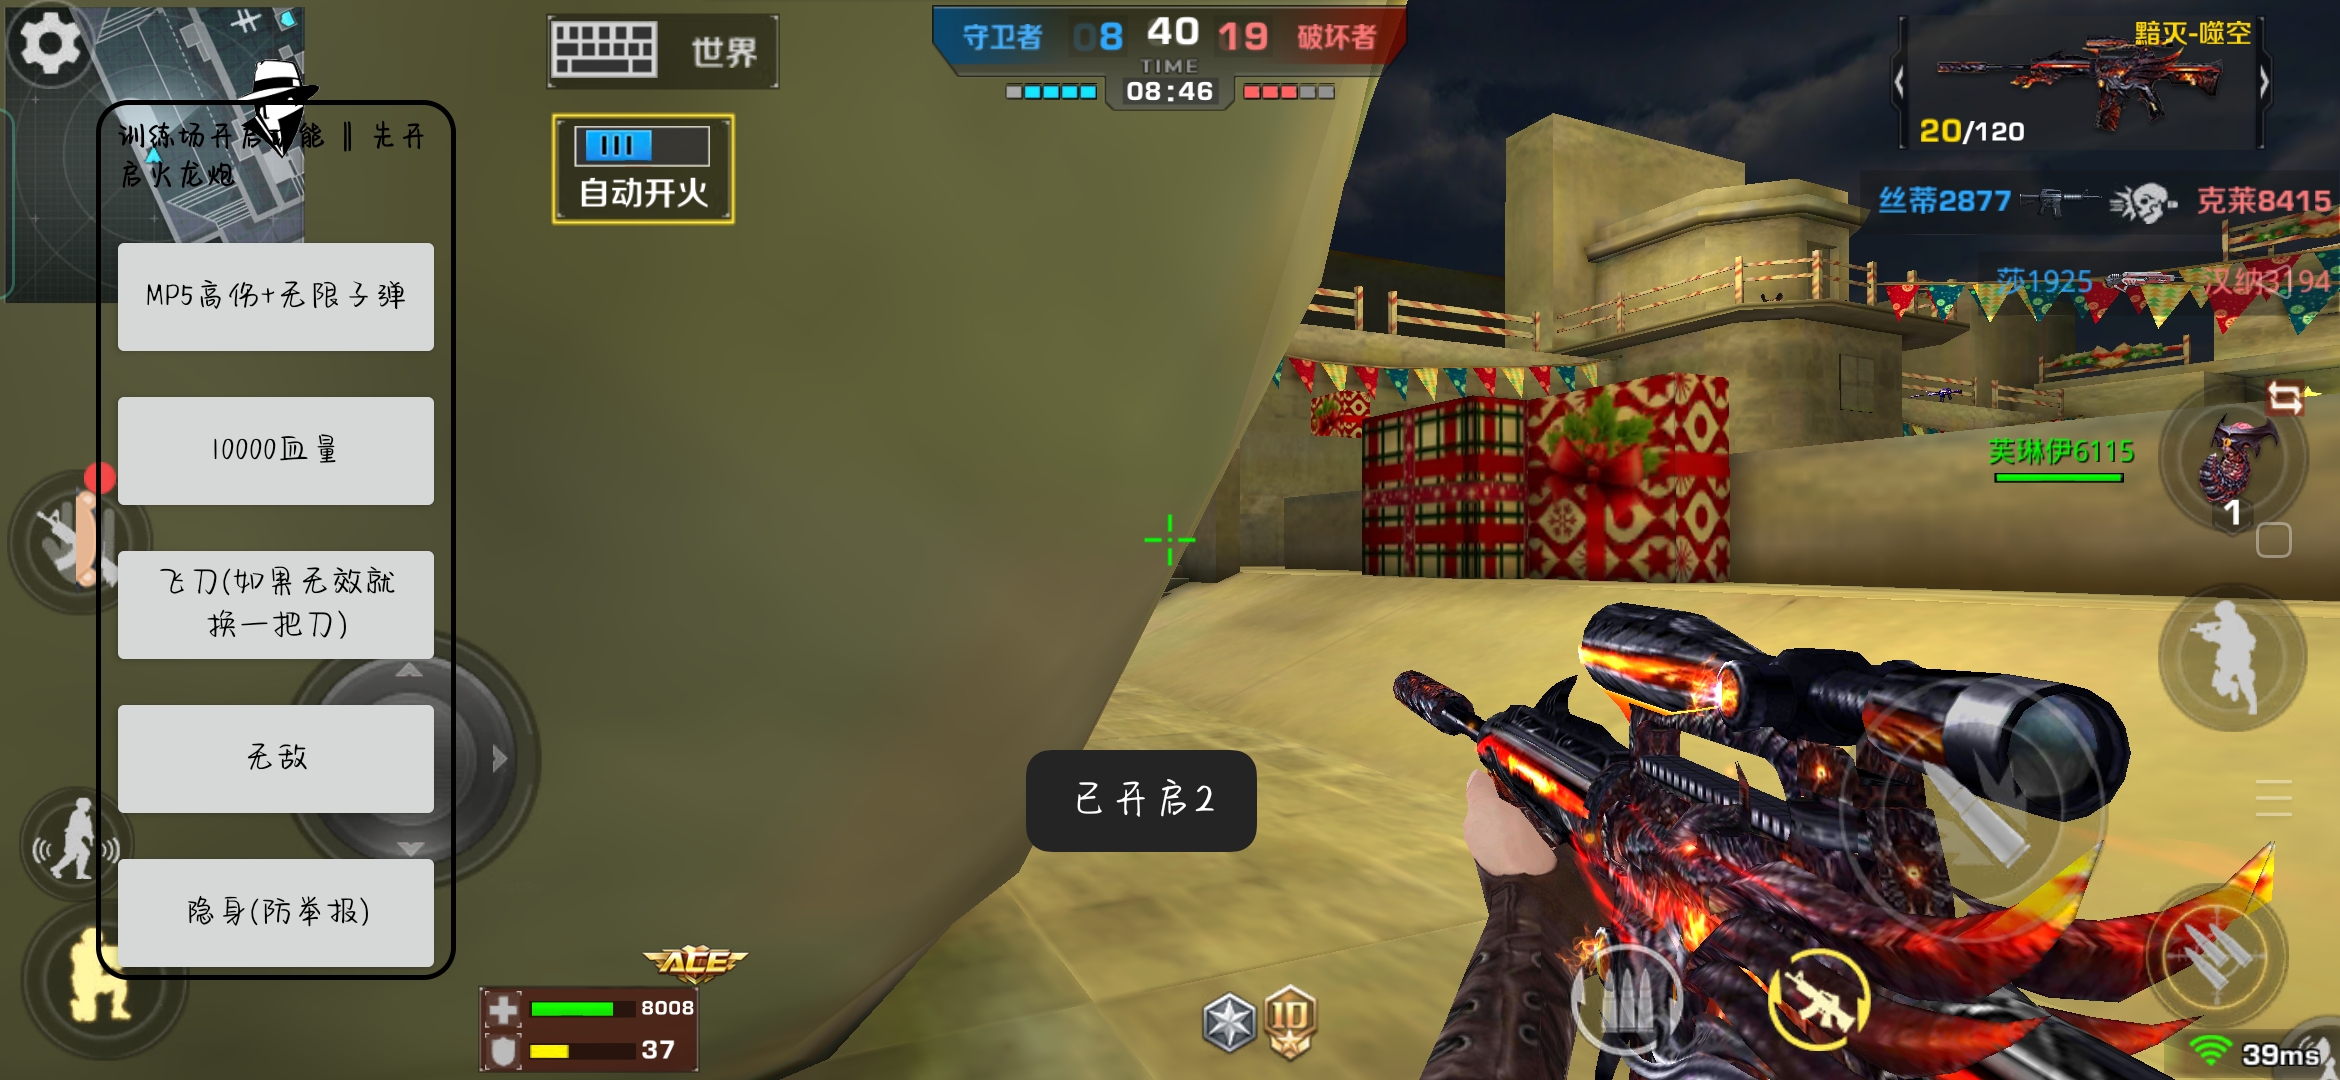 世界
自动开火
守卫者 08 40 19 破坏者
TIME
08:46
黯灭-噬空
20/120
丝蒂2877 克莱8415
莎1925 汉纳3194
芙琳伊6115
1
训练场开启功能 || 先开
启火龙炮
MP5高伤+无限子弹
10000血量
飞刀(如果无效就
换一把刀)
无敌
隐身(防举报)
已开启2
ACE
8008
37
10
39ms